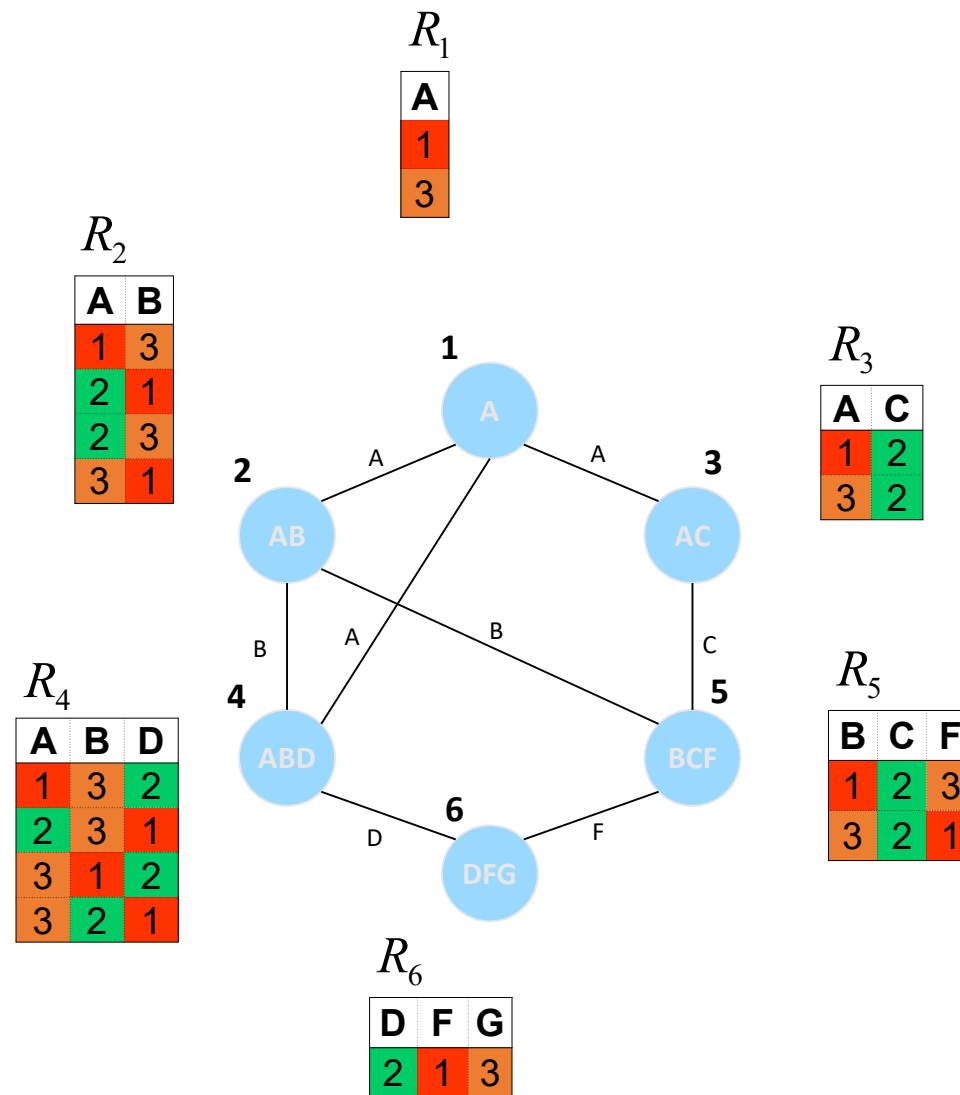 R1
A
1
3
R2
A B
1 3
2 1
2 3
3 1
1
A
R3
A C
1 2
3 2
A
A
2
AB
3
AC
A
B
B
C
R4
A B D
1 3 2
2 3 1
3 1 2
3 2 1
4
ABD
5
BCF
R5
B C F
1 2 3
3 2 1
D
F
6
DFG
R6
D F G
2 1 3